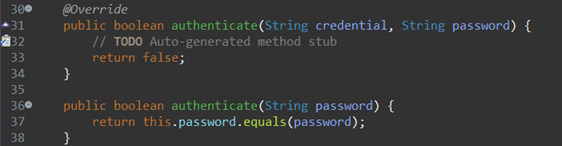 30 @Override
31 public boolean authenticate(String credential, String password) {
32 // TODO Auto-generated method stub
33 return false;
34 }
35
36 public boolean authenticate(String password) {
37 return this.password.equals(password);
38 }